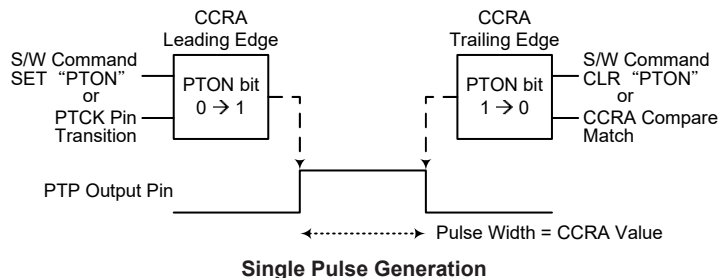 CCRA
Leading Edge
S/W Command
SET “PTON”
or
PTCK Pin
Transition
PTON bit
0 → 1
CCRA
Trailing Edge
PTON bit
1 → 0
S/W Command
CLR “PTON”
or
CCRA Compare
Match
PTP Output Pin
Pulse Width = CCRA Value
Single Pulse Generation